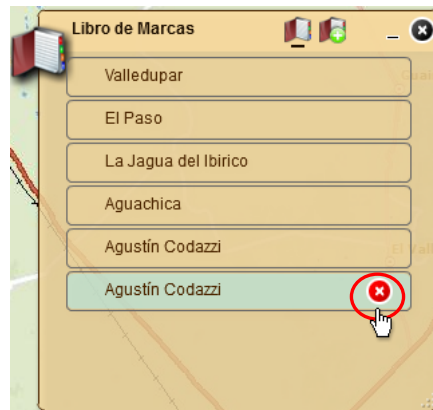 Libro de Marcas
Valledupar
El Paso
La Jagua del Ibirico
Aguachica
Agustín Codazzi
Agustín Codazzi